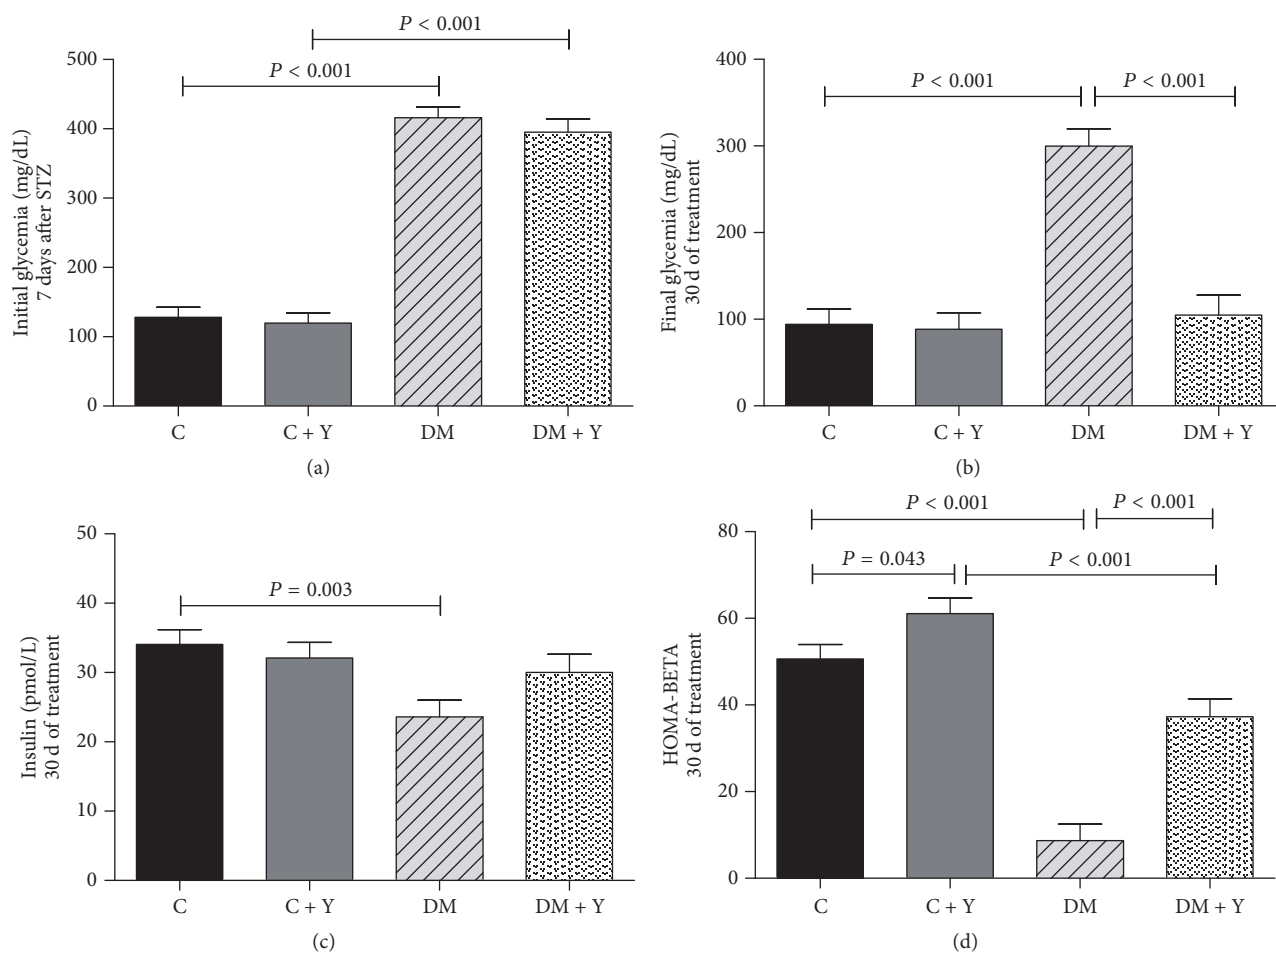 P < 0.001
P < 0.001
500
400
300
200
100
0
Initial glycemia (mg/dL)
7 days after STZ
C
C + Y
DM
DM + Y
(a)
P < 0.001
P < 0.001
400
300
200
100
0
Final glycemia (mg/dL)
30 d of treatment
C
C + Y
DM
DM + Y
(b)
P = 0.003
50
40
30
20
10
0
Insulin (pmol/L)
30 d of treatment
C
C + Y
DM
DM + Y
(c)
P < 0.001
P < 0.001
P = 0.043
P < 0.001
80
60
40
20
0
HOMA-BETA
30 d of treatment
C
C + Y
DM
DM + Y
(d)